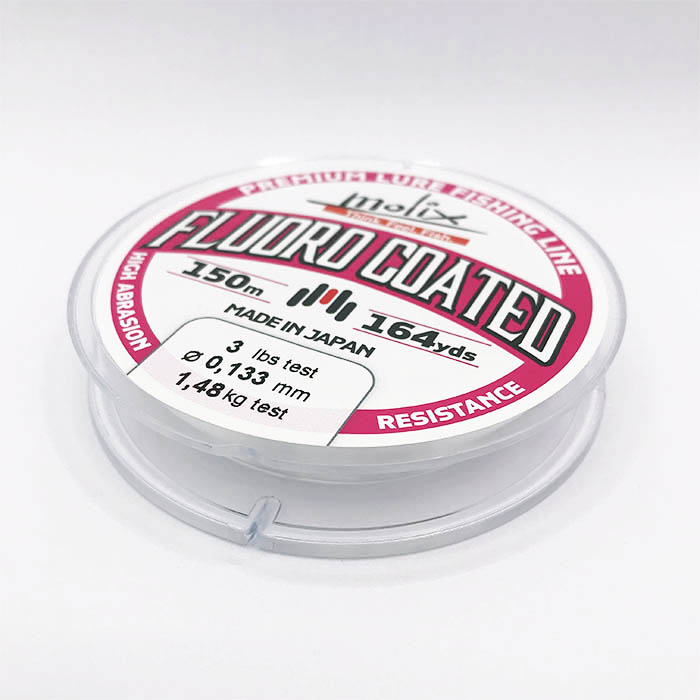 PREMIUM LURE FISHING LINE
molix
Think. Feel. Fish.
FLUORO COATED
150m
164yds
MADE IN JAPAN
3 lbs test
Ø 0,133 mm
1,48 kg test
HIGH ABRASION
RESISTANCE